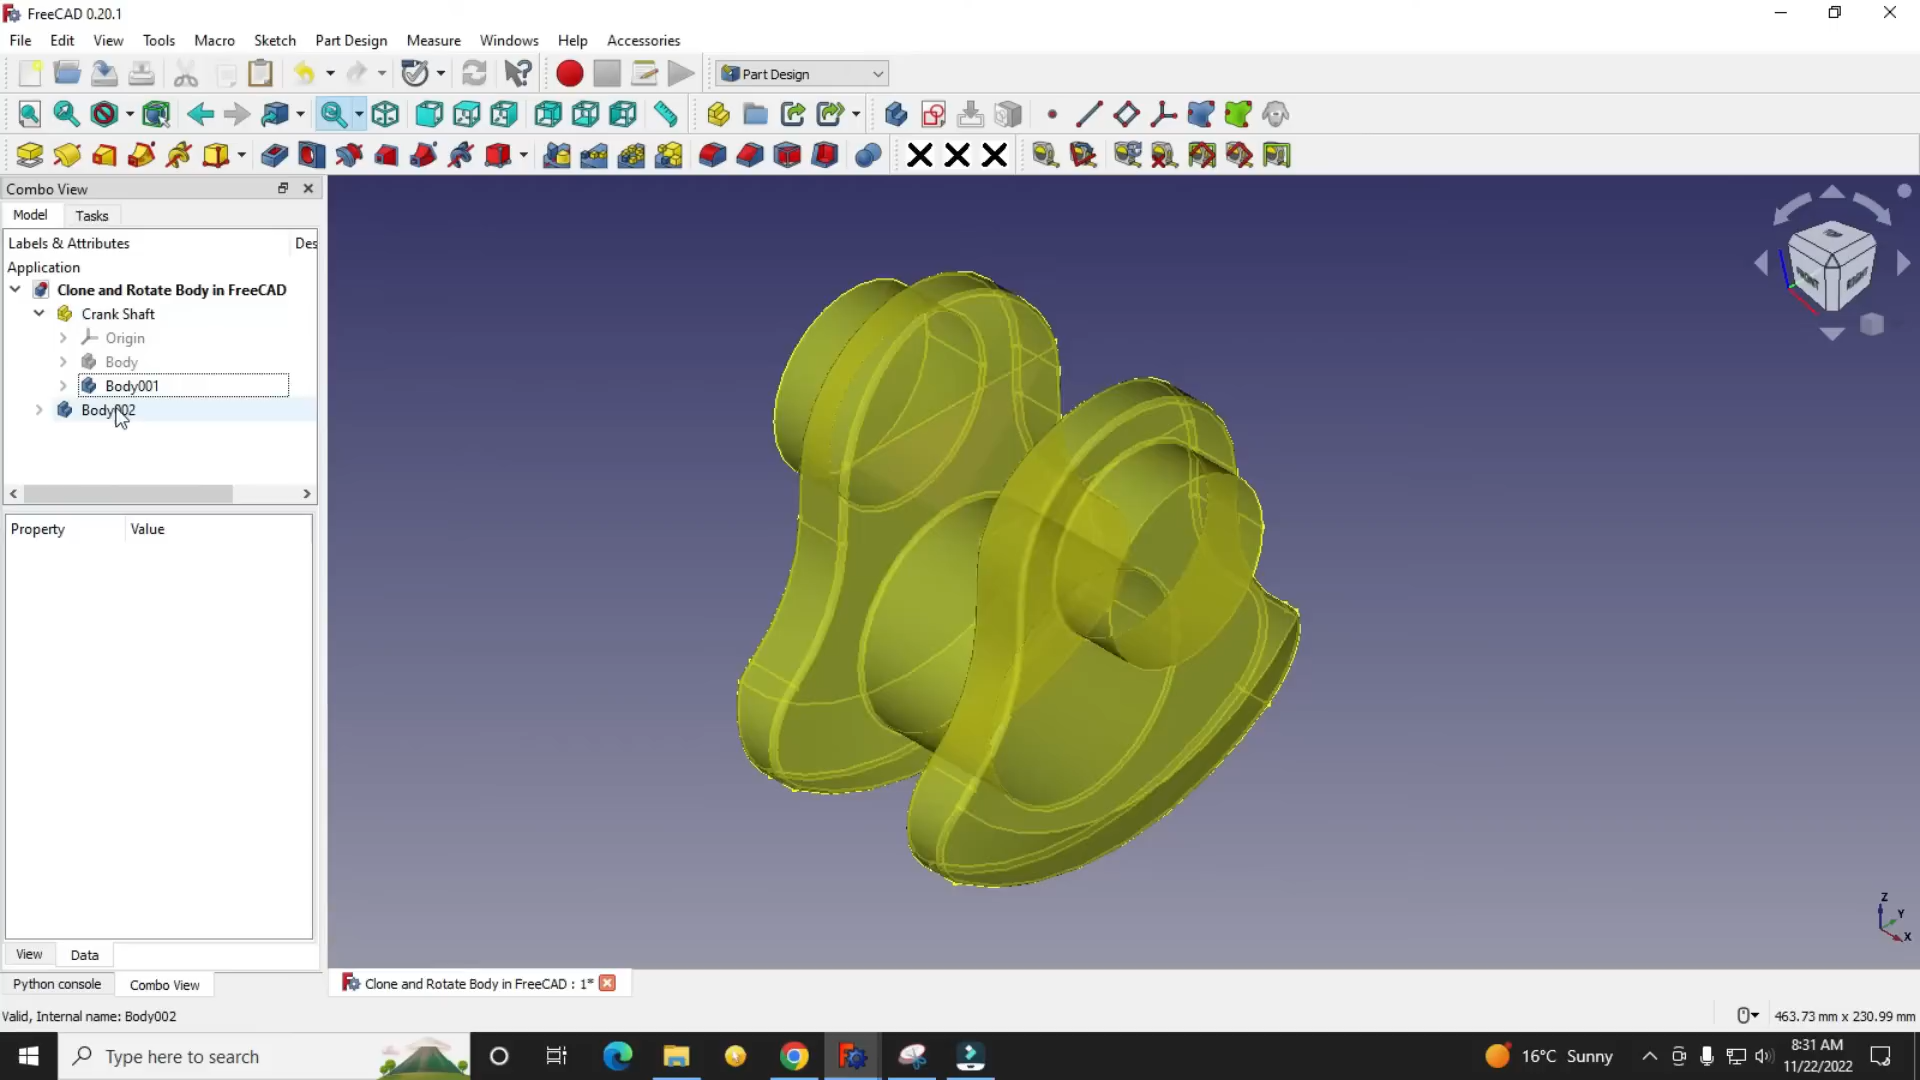 FreeCAD 0.20.1
File Edit View Tools Macro Sketch Part Design Measure Windows Help Accessories
Part Design
Combo View
Model Tasks
Labels & Attributes Des
Application
Clone and Rotate Body in FreeCAD
Crank Shaft
Origin
Body
Body001
Body002
Property Value
View Data
Python console Combo View
Clone and Rotate Body in FreeCAD : 1*
Valid, Internal name: Body002
463.73 mm x 230.99 mm
FRONT RIGHT
Z
Y
X
Type here to search
16°C Sunny
8:31 AM
11/22/2022